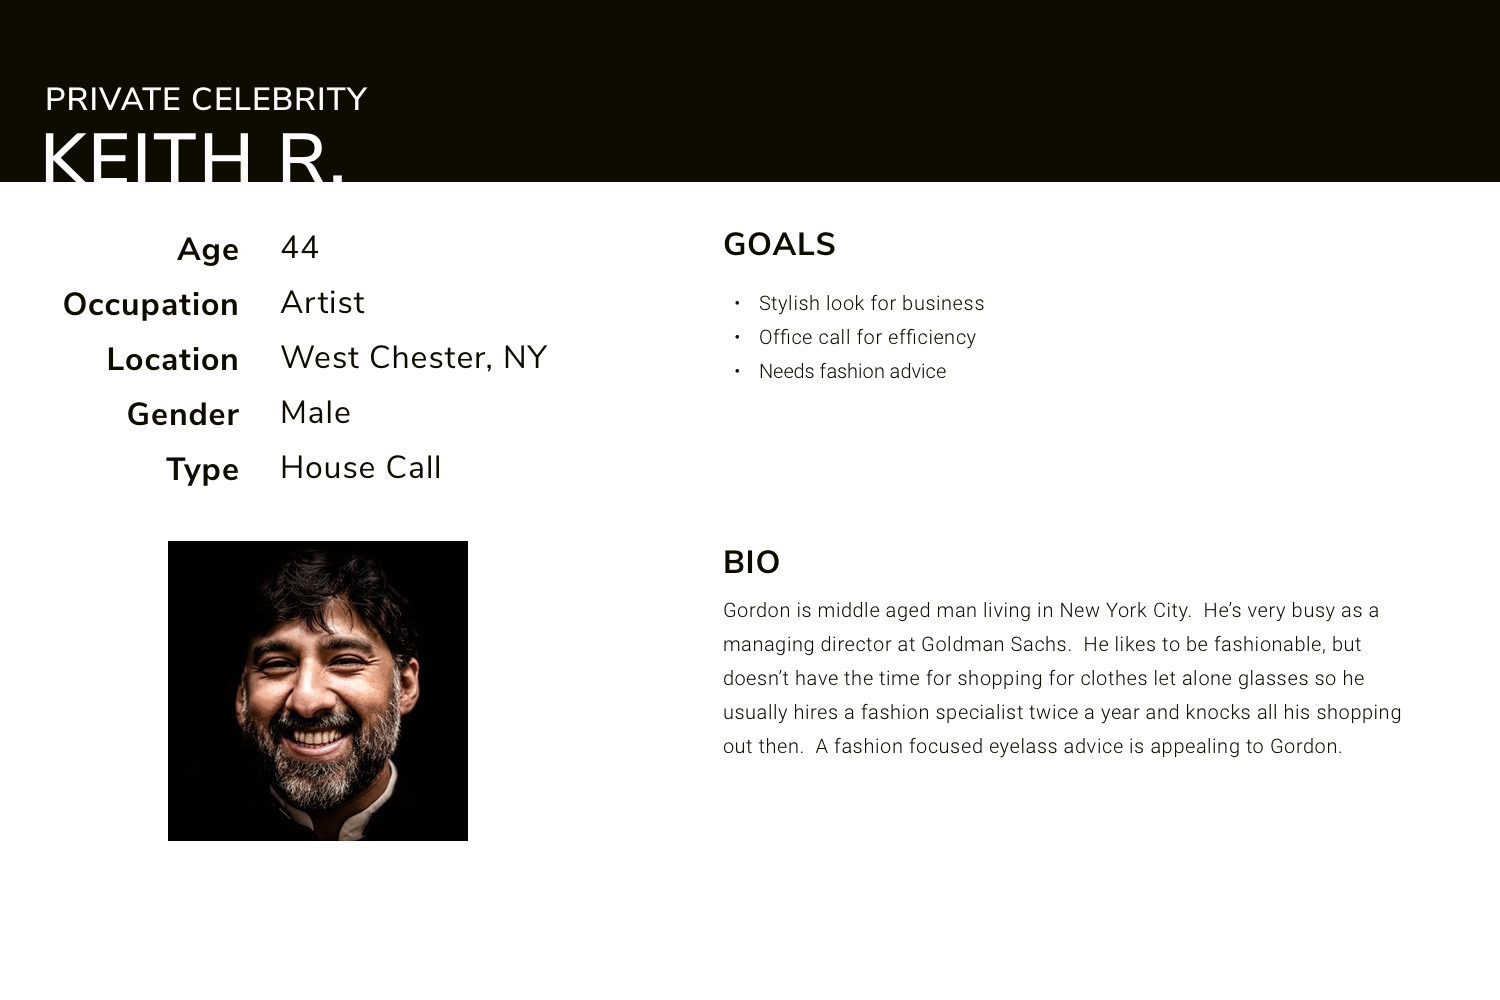 PRIVATE CELEBRITY
KEITH R.
Age 44
Occupation Artist
Location West Chester, NY
Gender Male
Type House Call
GOALS
• Stylish look for business
• Office call for efficiency
• Needs fashion advice
BIO
Gordon is middle aged man living in New York City.  He’s very busy as a
managing director at Goldman Sachs.  He likes to be fashionable, but
doesn’t have the time for shopping for clothes let alone glasses so he
usually hires a fashion specialist twice a year and knocks all his shopping
out then.  A fashion focused eyelass advice is appealing to Gordon.